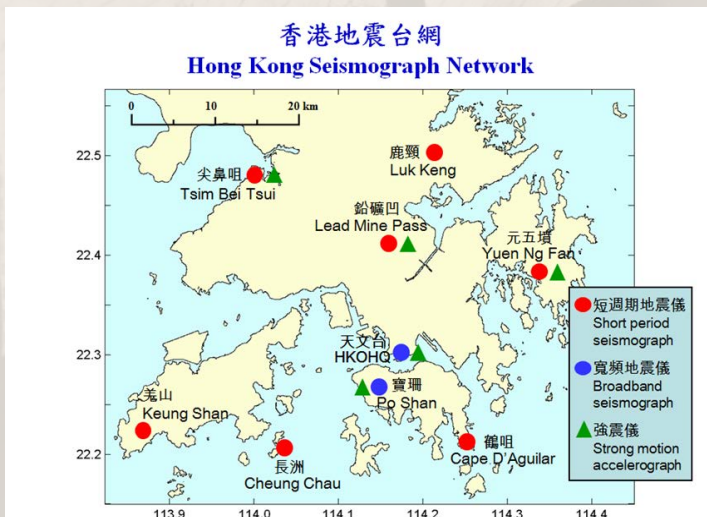 香港地震台網
Hong Kong Seismograph Network
0 10 20 km
22.5
22.4
22.3
22.2
鹿頸
Luk Keng
尖鼻咀
Tsim Bei Tsui
鉛礦凹
Lead Mine Pass
元五墳
Yuen Ng Fan
天文台
HKOHQ
寶珊
Po Shan
羗山
Keung Shan
長洲
Cheung Chau
鶴咀
Cape D'Aguilar
短週期地震儀
Short period
seismograph
寬頻地震儀
Broadband
seismograph
強震儀
Strong motion
accelerograph
113.9 114.0 114.1 114.2 114.3 114.4